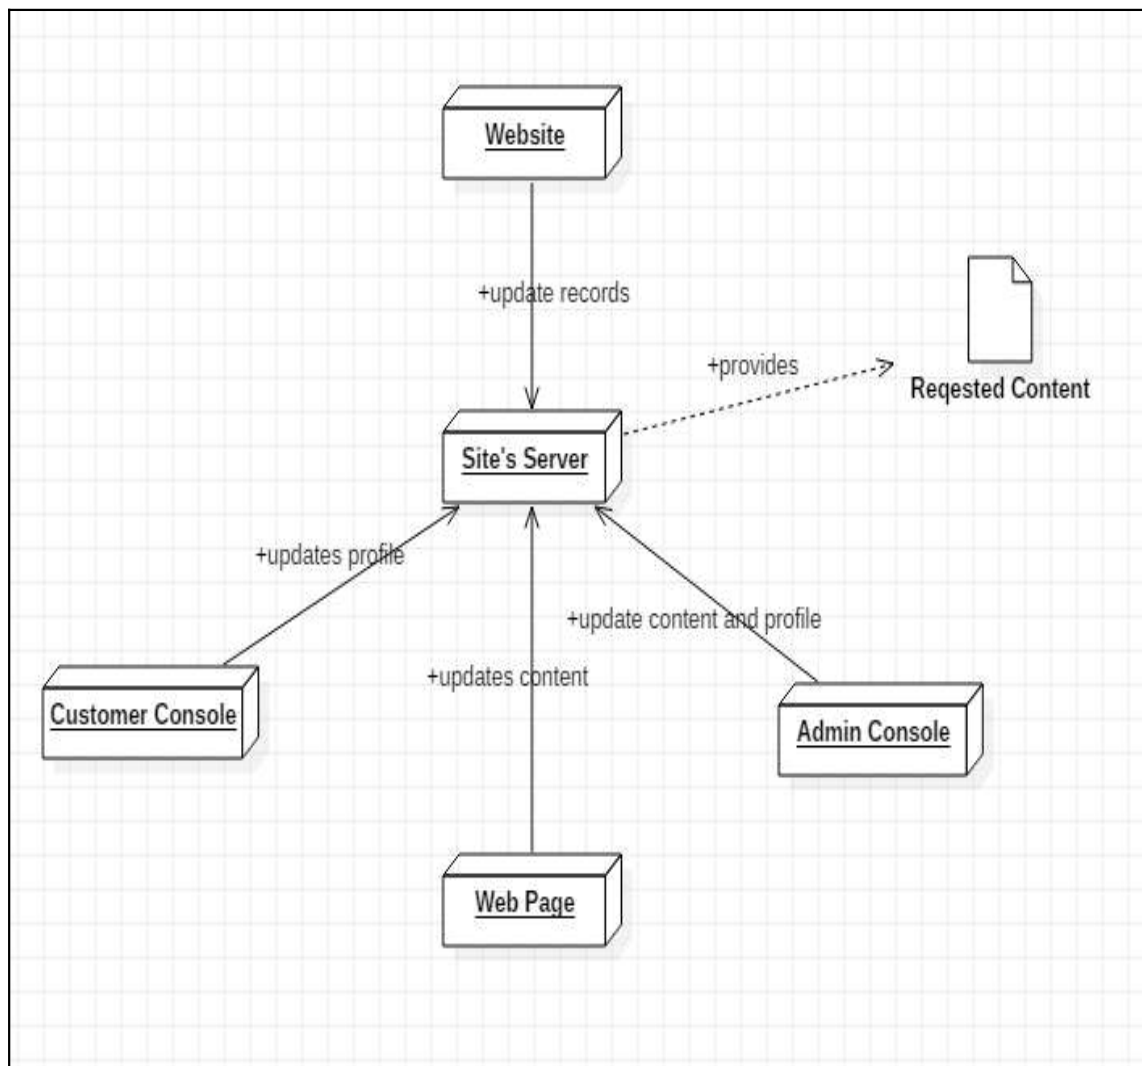 Website
+update records
+provides
Reqested Content
Site's Server
+updates profile
+update content and profile
+updates content
Customer Console
Admin Console
Web Page